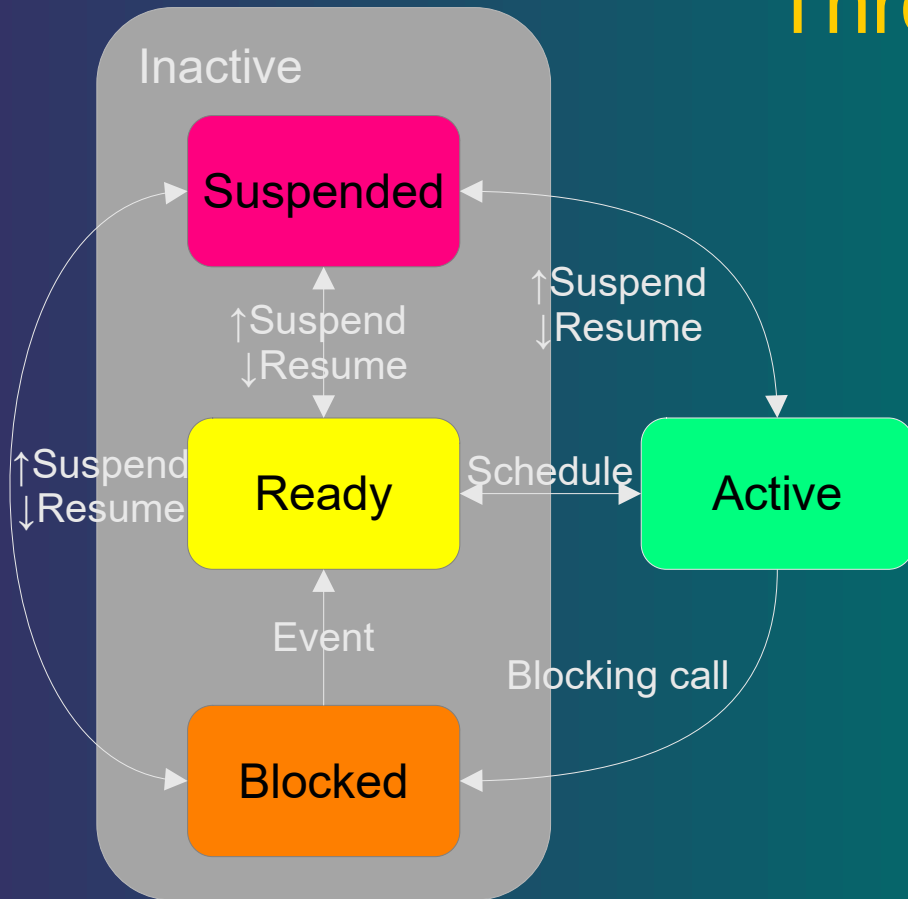 Inactive
Suspended
↑Suspend
↓Resume
↑Suspend
↓Resume
↑Suspend
↓Resume
Ready
Schedule
Active
Event
Blocking call
Blocked